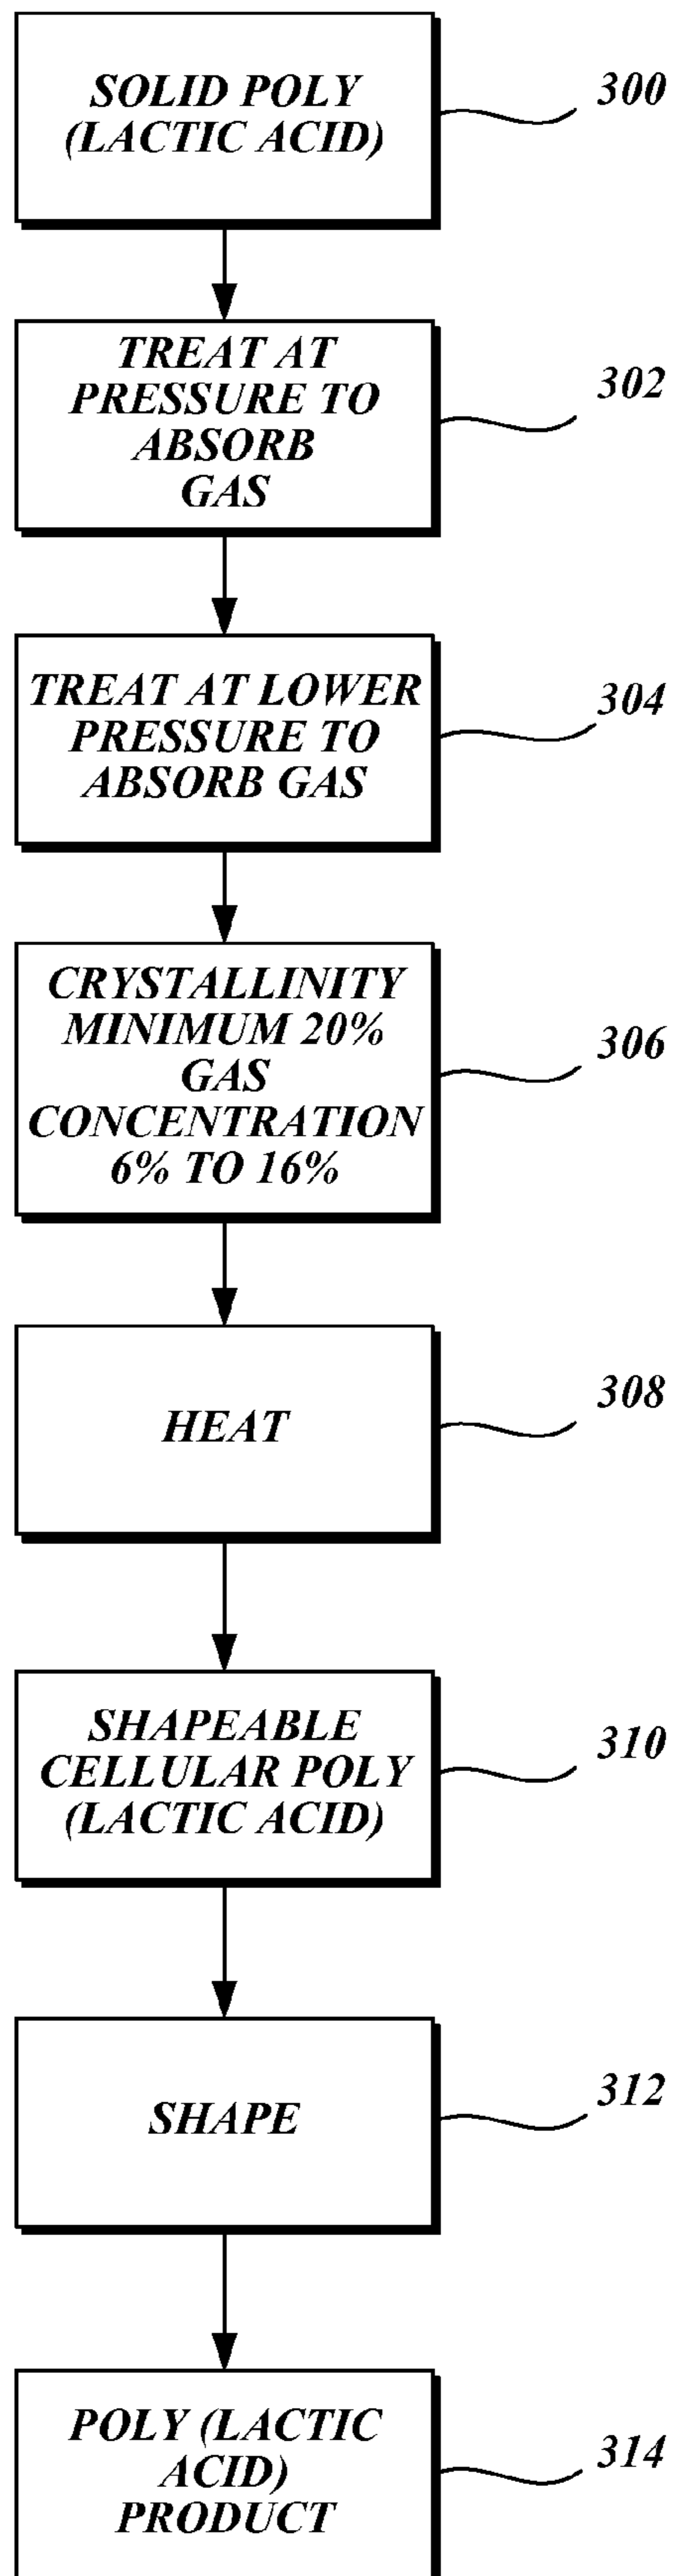 SOLID POLY
(LACTIC ACID)
300
TREAT AT
PRESSURE TO
ABSORB
GAS
302
TREAT AT LOWER
PRESSURE TO
ABSORB GAS
304
CRYSTALLINITY
MINIMUM 20%
GAS
CONCENTRATION
6% TO 16%
306
HEAT
308
SHAPEABLE
CELLULAR POLY
(LACTIC ACID)
310
SHAPE
312
POLY (LACTIC
ACID)
PRODUCT
314